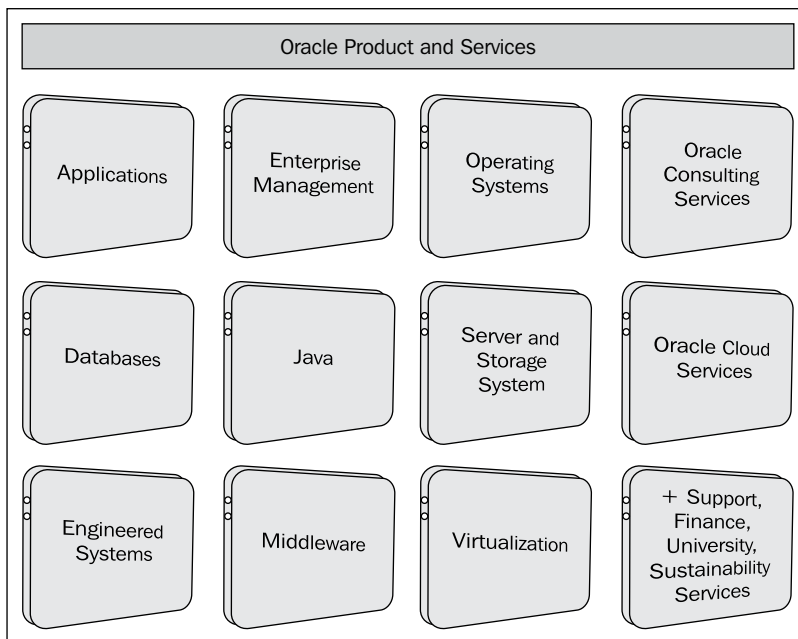 Oracle Product and Services
Applications
Enterprise
Management
Operating
Systems
Oracle
Consulting
Services
Databases
Java
Server and
Storage
System
Oracle Cloud
Services
Engineered
Systems
Middleware
Virtualization
+ Support,
Finance,
University,
Sustainability
Services